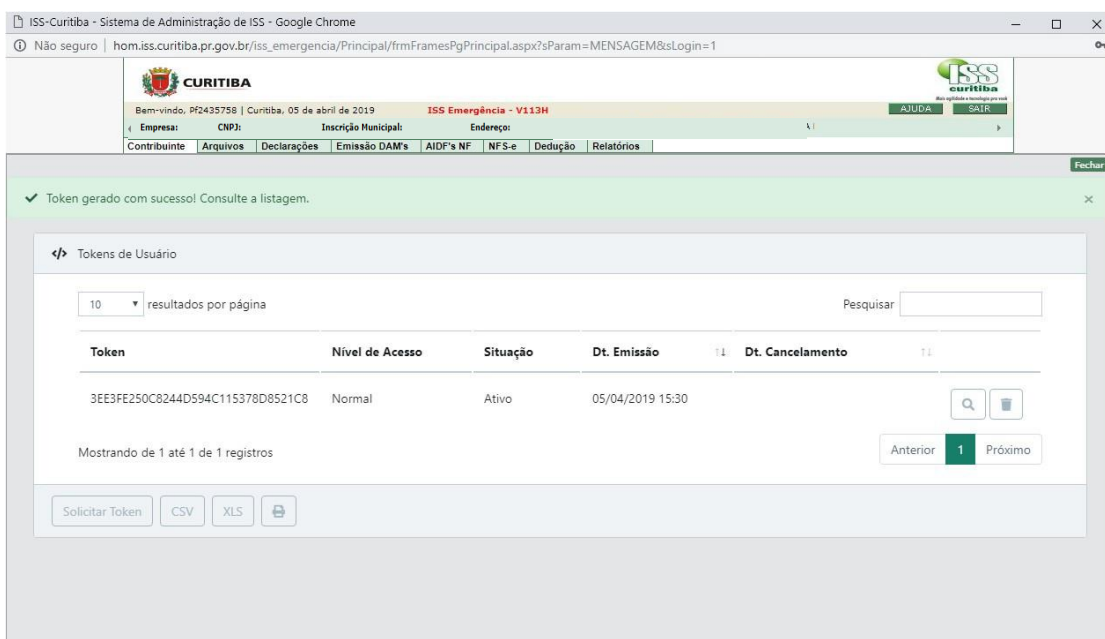 ISS-Curitiba - Sistema de Administração de ISS - Google Chrome
Não seguro | hom.iss.curitiba.pr.gov.br/iss_emergencia/Principal/frmFramesPgPrincipal.aspx?sParam=MENSAGEM&sLogin=1
CURITIBA
ISS curitiba
Mais agilidade e tecnologia pra você
Bem-vindo, Pf2435758 | Curitiba, 05 de abril de 2019 ISS Emergência - V113H AJUDA SAIR
Empresa: CNPJ: Inscrição Municipal: Endereço:
Contribuinte Arquivos Declarações Emissão DAM's AIDF's NF NFS-e Dedução Relatórios
Fechar
Token gerado com sucesso! Consulte a listagem. ×
</> Tokens de Usuário
10 resultados por página Pesquisar
Token Nível de Acesso Situação Dt. Emissão Dt. Cancelamento
3EE3FE250C8244D594C115378D8521C8 Normal Ativo 05/04/2019 15:30
Mostrando de 1 até 1 de 1 registros Anterior 1 Próximo
Solicitar Token CSV XLS